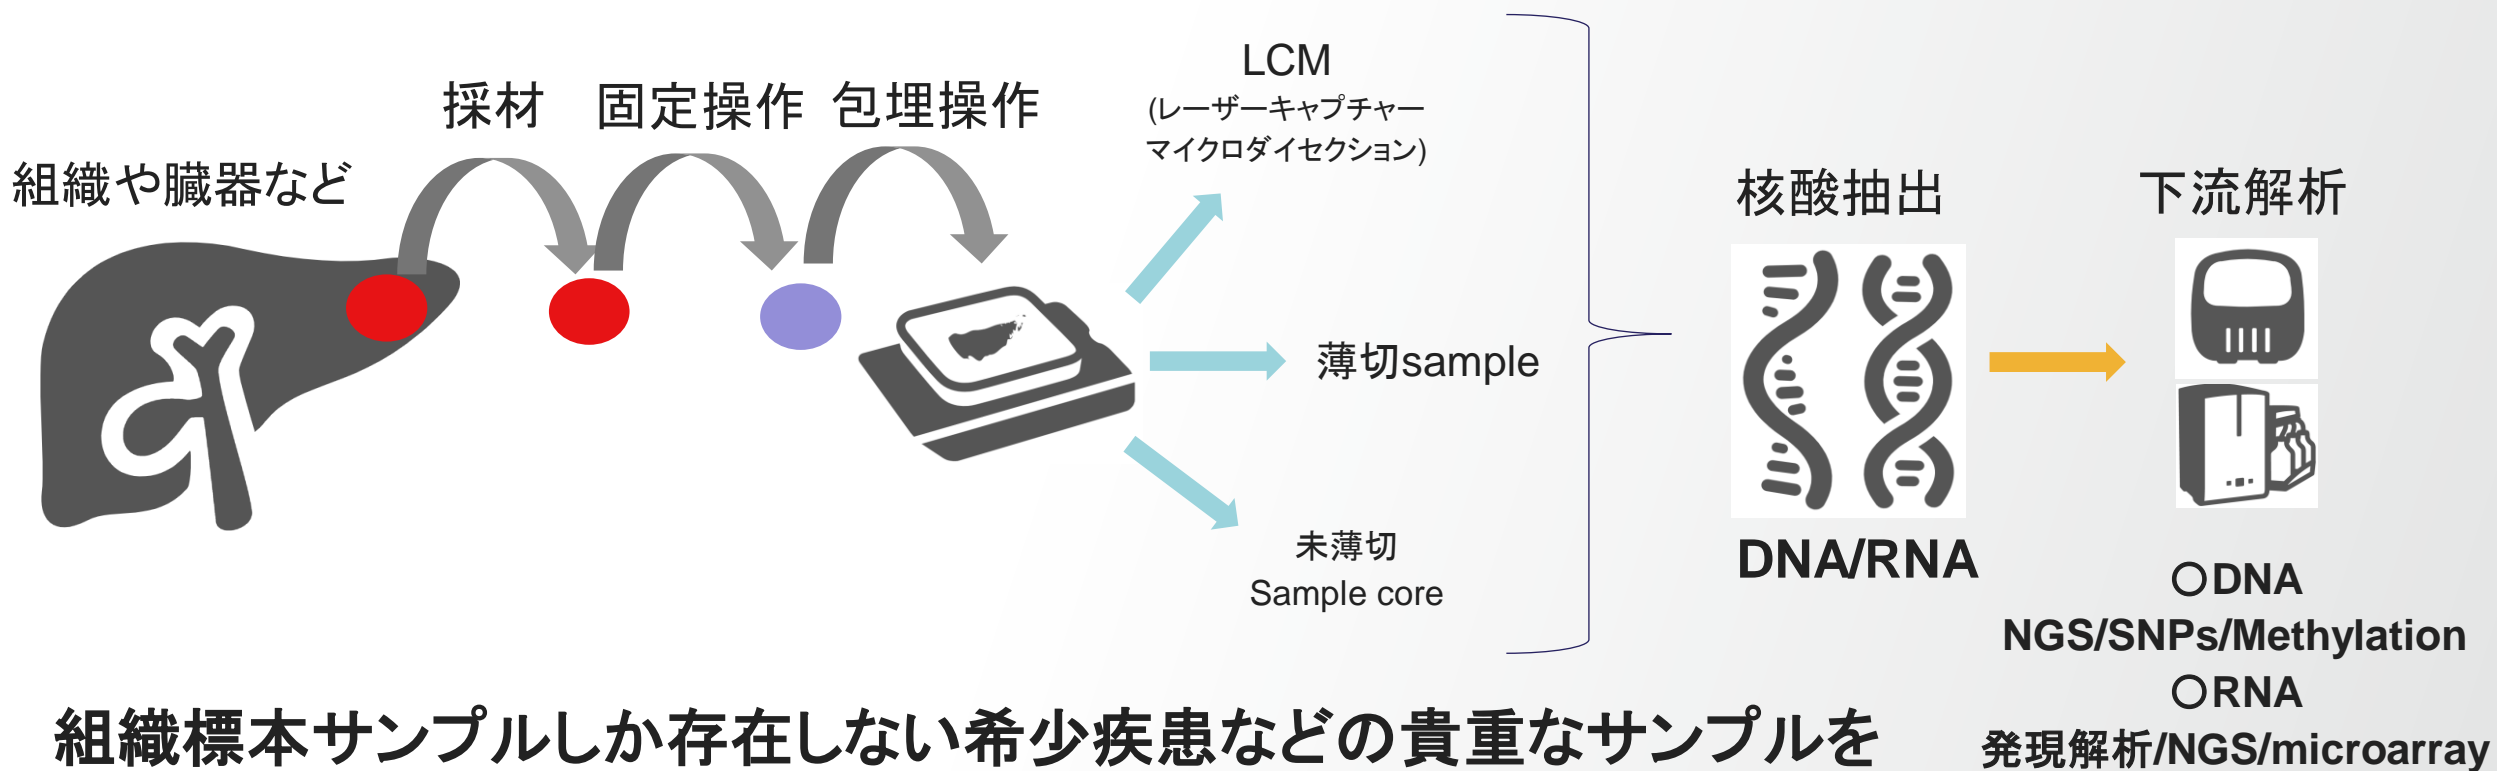 組織や臓器など
採材
固定操作
包埋操作
LCM
(レーザーキャプチャー
マイクロダイセクション)
薄切sample
未薄切
Sample core
核酸抽出
DNA/RNA
下流解析
〇DNA
NGS/SNPs/Methylation
〇RNA
発現解析/NGS/microarray
組織標本サンプルしか存在しない希少疾患などの貴重なサンプルを